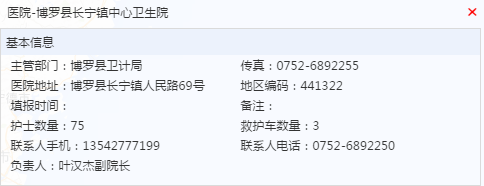 医院-博罗县长宁镇中心卫生院
基本信息
主管部门：博罗县卫计局 传真：0752-6892255
医院地址：博罗县长宁镇人民路69号 地区编码：441322
填报时间： 备注：
护士数量：75 救护车数量：3
联系人手机：13542777199 联系人电话：0752-6892250
负责人：叶汉杰副院长